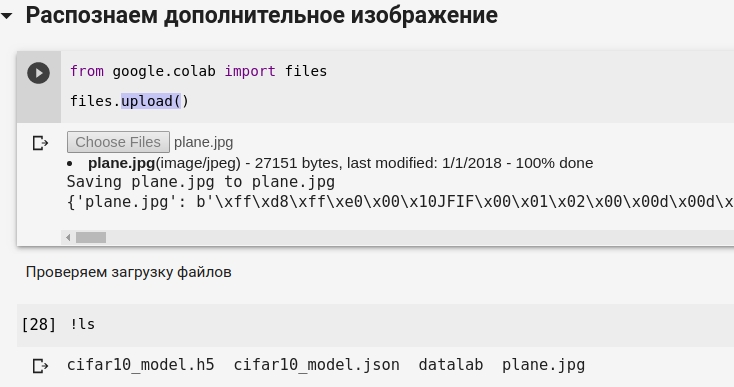 Распознаем дополнительное изображение
from google.colab import files
files.upload()
Choose Files plane.jpg
• plane.jpg(image/jpeg) - 27151 bytes, last modified: 1/1/2018 - 100% done
Saving plane.jpg to plane.jpg
{'plane.jpg': b'\xff\xd8\xff\xe0\x00\x10JFIF\x00\x01\x02\x00\x00d\x00d\x
Проверяем загрузку файлов
[28] !ls
cifar10_model.h5 cifar10_model.json datalab plane.jpg